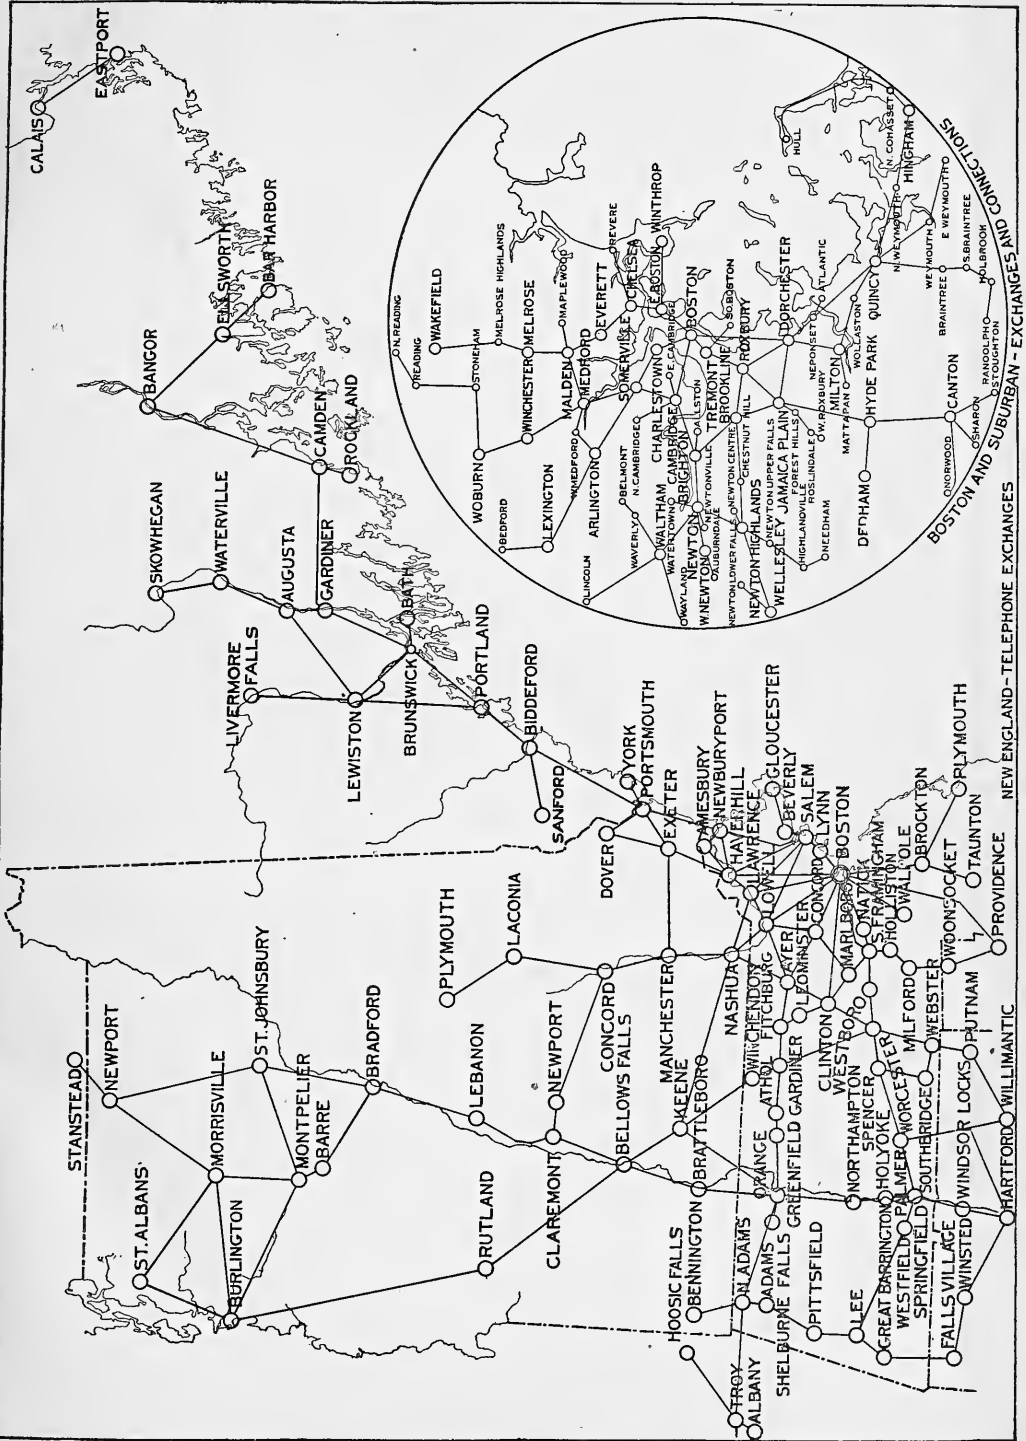 STANSTEAD
NEWPORT
ST. ALBANS
MORRISVILLE
BURLINGTON
ST. JOHNSBURY
MONTPELIER
BARRE
BRADFORD
RUTLAND
LEBANON
CLAREMONT
NEWPORT
BELLOWS FALLS
PLYMOUTH
LACONIA
CONCORD
MANCHESTER
KEENE
BRATTLEBORO
HOOSIC FALLS
BENNINGTON
TROY
ALBANY
N. ADAMS
ADAMS
SHELBURNE FALLS
PITTSFIELD
LEE
GREAT BARRINGTON
WESTFIELD
SPRINGFIELD
FALLS VILLAGE
WINSTED
HARTFORD
WILLIMANTIC
WINDSOR LOCKS
PUTNAM
SOUTHBRIDGE
WEBSTER
PALMER
WORCESTER
HOLYOKE
SPENCER
NORTHAMPTON
WESTBORO
CLINTON
GREENFIELD
GARDINER
ORANGE
ATHOL
FITCHBURG
WINCHENDON
NASHUA
AYER
LEOMINSTER
MARLBORO
CONCORD
MILFORD
HOLLISTON
S. FRAMINGHAM
NATICK
WALPOLE
WOONSOCKET
PROVIDENCE
TAUNTON
BROCKTON
PLYMOUTH
BOSTON
LYNN
SALEM
BEVERLY
GLOUCESTER
LOWELL
LAWRENCE
HAVERHILL
NEWBURYPORT
AMESBURY
EXETER
DOVER
PORTSMOUTH
YORK
SANFORD
BIDDEFORD
PORTLAND
BRUNSWICK
BATH
LEWISTON
LIVERMORE
FALLS
GARDINER
AUGUSTA
WATERVILLE
SKOWHEGAN
ROCKLAND
CAMDEN
BANGOR
ELLSWORTH
BAR HARBOR
CALAIS
EASTPORT
N. READING
READING
WAKEFIELD
STONEHAM
MELROSE HIGHLANDS
WOBURN
WINCHESTER
MELROSE
MAPLEWOOD
MALDEN
MEDFORD
EVERETT
REVERE
BEDFORD
LEXINGTON
W. MEDFORD
ARLINGTON
SOMERVILLE
CHELSEA
WINTHROP
E. BOSTON
CHARLESTOWN
E. CAMBRIDGE
BOSTON
BELMONT
N. CAMBRIDGE
CAMBRIDGE
LINCOLN
WAVERLY
WALTHAM
WATERTOWN
BRIGHTON
ALLSTON
TREMONT
BROOKLINE
SO. BOSTON
ROXBURY
WAYLAND
W. NEWTON
NEWTON
AUBURNDALE
NEWTONVILLE
NEWTON CENTRE
CHESTNUT HILL
NEWTON LOWER FALLS
NEWTON HIGHLANDS
NEWTON UPPER FALLS
WELLESLEY
JAMAICA PLAIN
FOREST HILLS
HIGHLANDVILLE
ROSLINDALE
NEEDHAM
W. ROXBURY
DORCHESTER
NEPONSET
ATLANTIC
MILTON
MATTAPAN
WOLLASTON
QUINCY
HYDE PARK
DEDHAM
HULL
N. COHASSET
HINGHAM
N. WEYMOUTH
WEYMOUTH
E. WEYMOUTH
BRAINTREE
S. BRAINTREE
HOLBROOK
RANDOLPH
STOUGHTON
CANTON
SHARON
NORWOOD
BOSTON AND SUBURBAN - EXCHANGES AND CONNECTIONS
NEW ENGLAND-TELEPHONE EXCHANGES